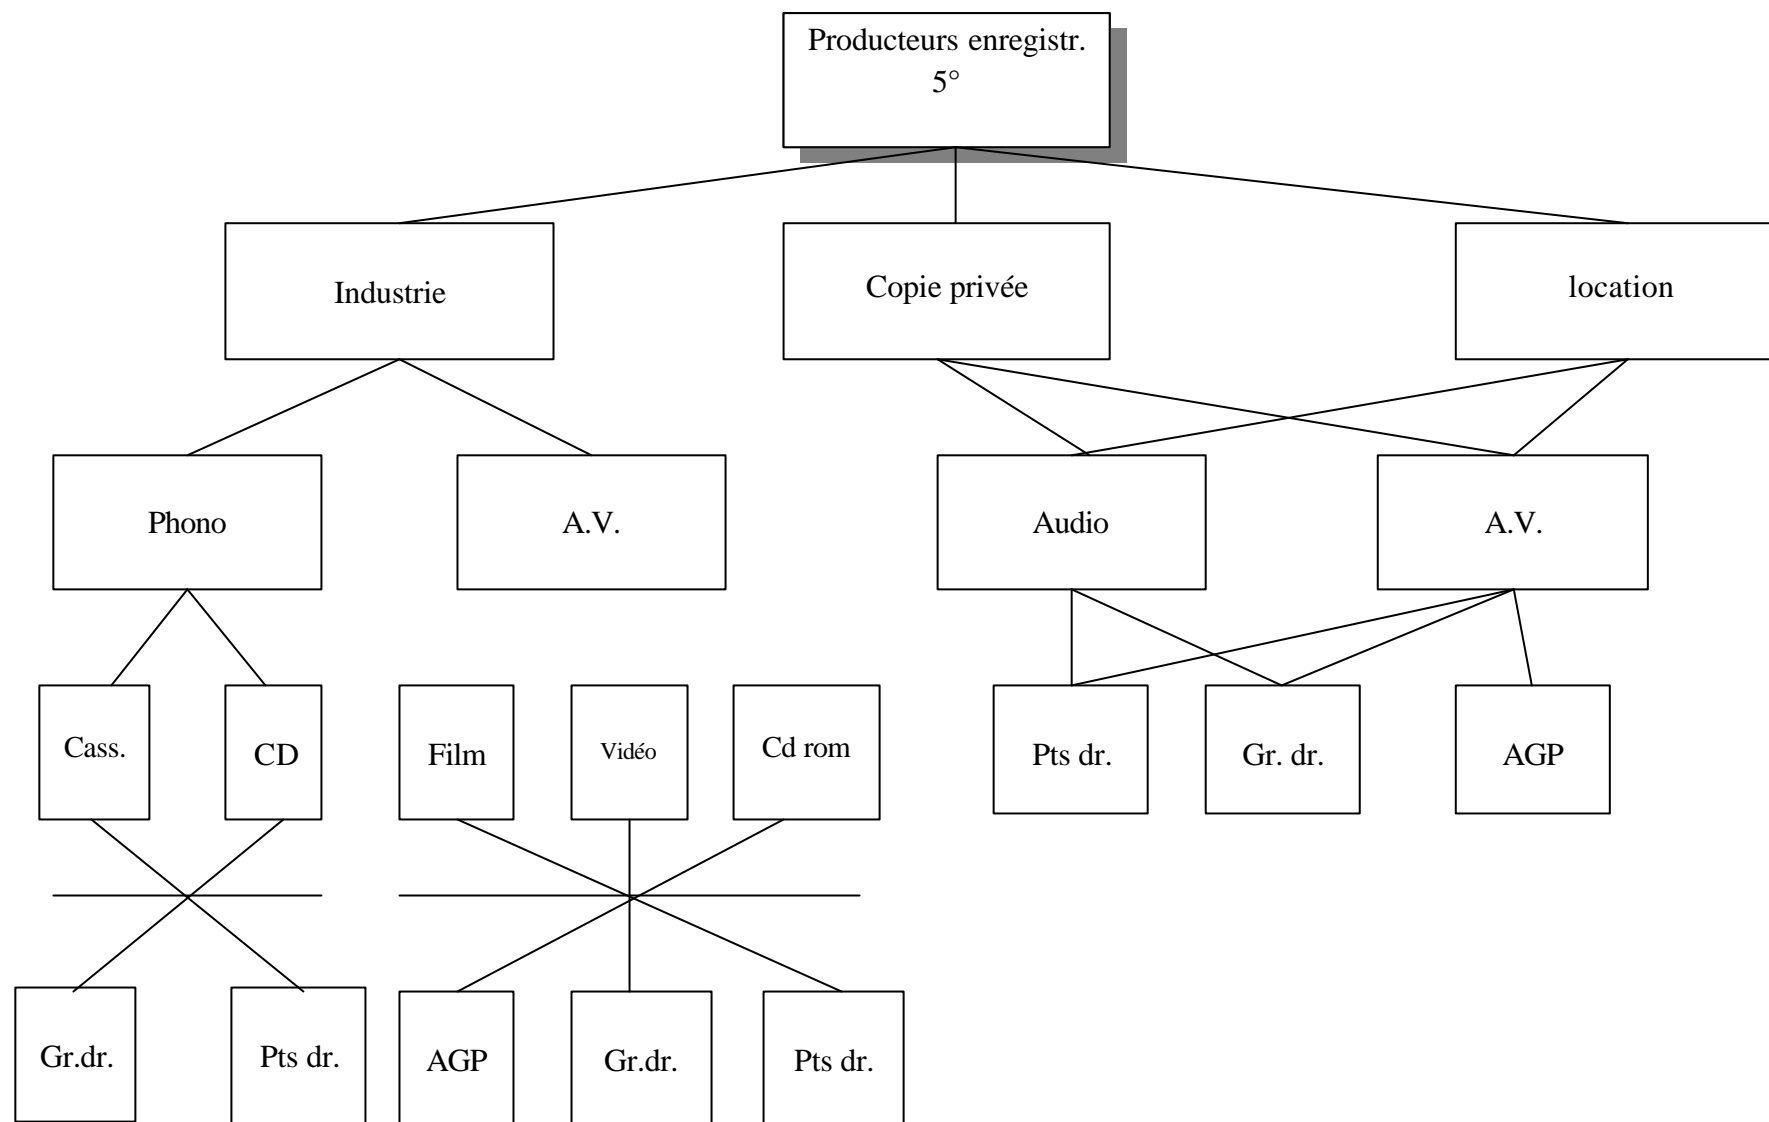 Producteurs enregistr.
5°
Industrie
Copie privée
location
Phono
A.V.
Audio
A.V.
Cass.
CD
Film
Vidéo
Cd rom
Pts dr.
Gr. dr.
AGP
Gr.dr.
Pts dr.
AGP
Gr.dr.
Pts dr.